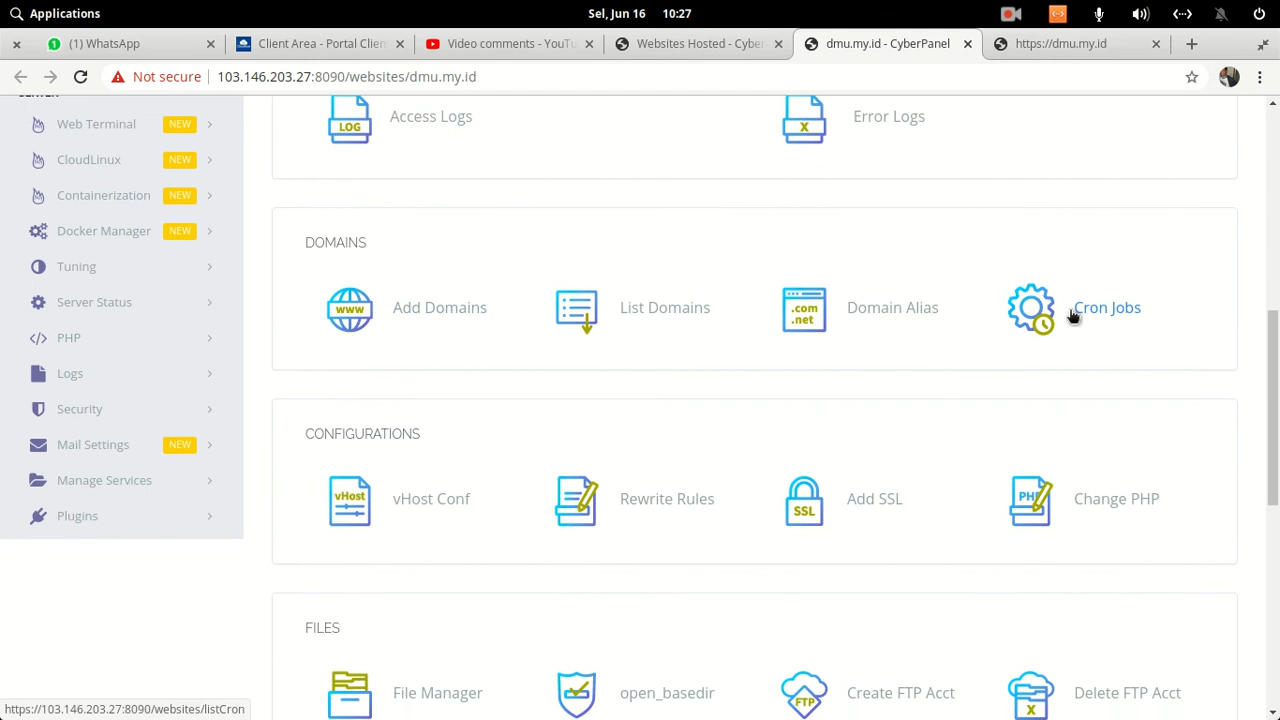 Applications
Sel, Jun 16 10:27
(1) WhatsApp
Client Area - Portal Clien
Video comments - YouTu
Websites Hosted - Cyber
dmu.my.id - CyberPanel
https://dmu.my.id
Not secure
103.146.203.27:8090/websites/dmu.my.id
Web Terminal NEW
CloudLinux NEW
Containerization NEW
Docker Manager NEW
Tuning
Server Status
PHP
Logs
Security
Mail Settings NEW
Manage Services
Plugins
LOG
Access Logs
X
Error Logs
DOMAINS
www
Add Domains
List Domains
.com
.net
Domain Alias
Cron Jobs
CONFIGURATIONS
vHost
vHost Conf
Rewrite Rules
SSL
Add SSL
PHP
Change PHP
FILES
File Manager
open_basedir
FTP
Create FTP Acct
X
Delete FTP Acct
https://103.146.203.27:8090/websites/listCron